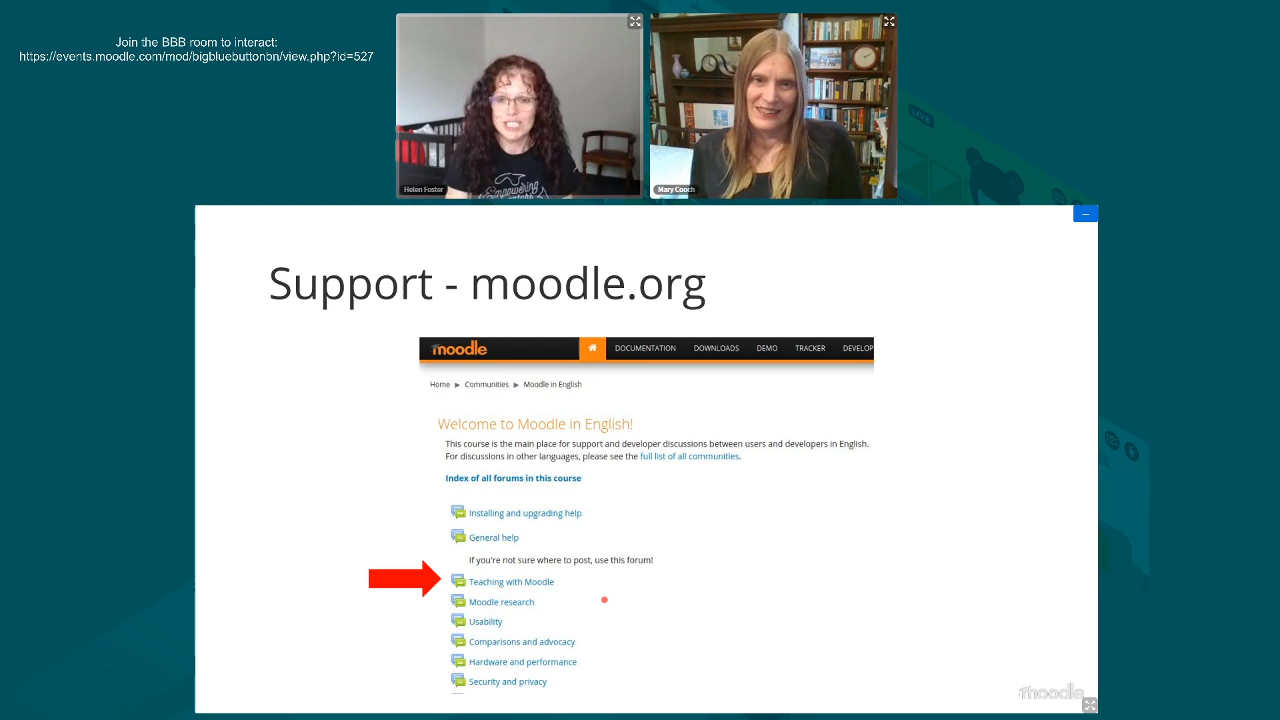 Join the BBB room to interact:
https://events.moodle.com/mod/bigbluebuttonbn/view.php?id=527
LIVE
Empowering
Helen Foster
Mary Cooch
Support - moodle.org
moodle
DOCUMENTATION DOWNLOADS DEMO TRACKER DEVELOP
Home ► Communities ► Moodle in English
Welcome to Moodle in English!
This course is the main place for support and developer discussions between users and developers in English.
For discussions in other languages, please see the full list of all communities.
Index of all forums in this course
Installing and upgrading help
General help
If you're not sure where to post, use this forum!
Teaching with Moodle
Moodle research
Usability
Comparisons and advocacy
Hardware and performance
Security and privacy
moodle